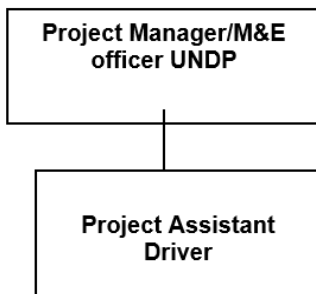 Project Manager/M&E
officer UNDP
Project Assistant
Driver